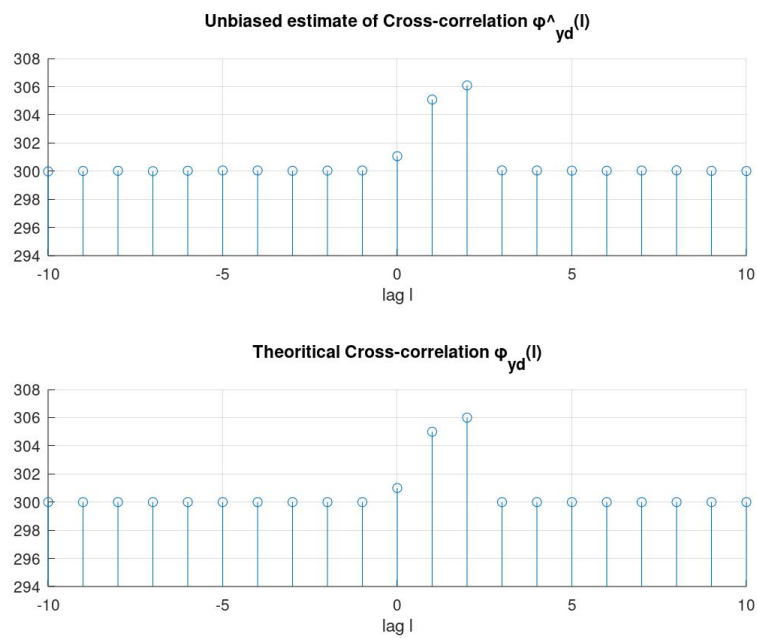 Unbiased estimate of Cross-correlation φ^yd(l)
308
306
304
302
300
298
296
294
-10 -5 0 5 10
lag l
Theoritical Cross-correlation φyd(l)
308
306
304
302
300
298
296
294
-10 -5 0 5 10
lag l